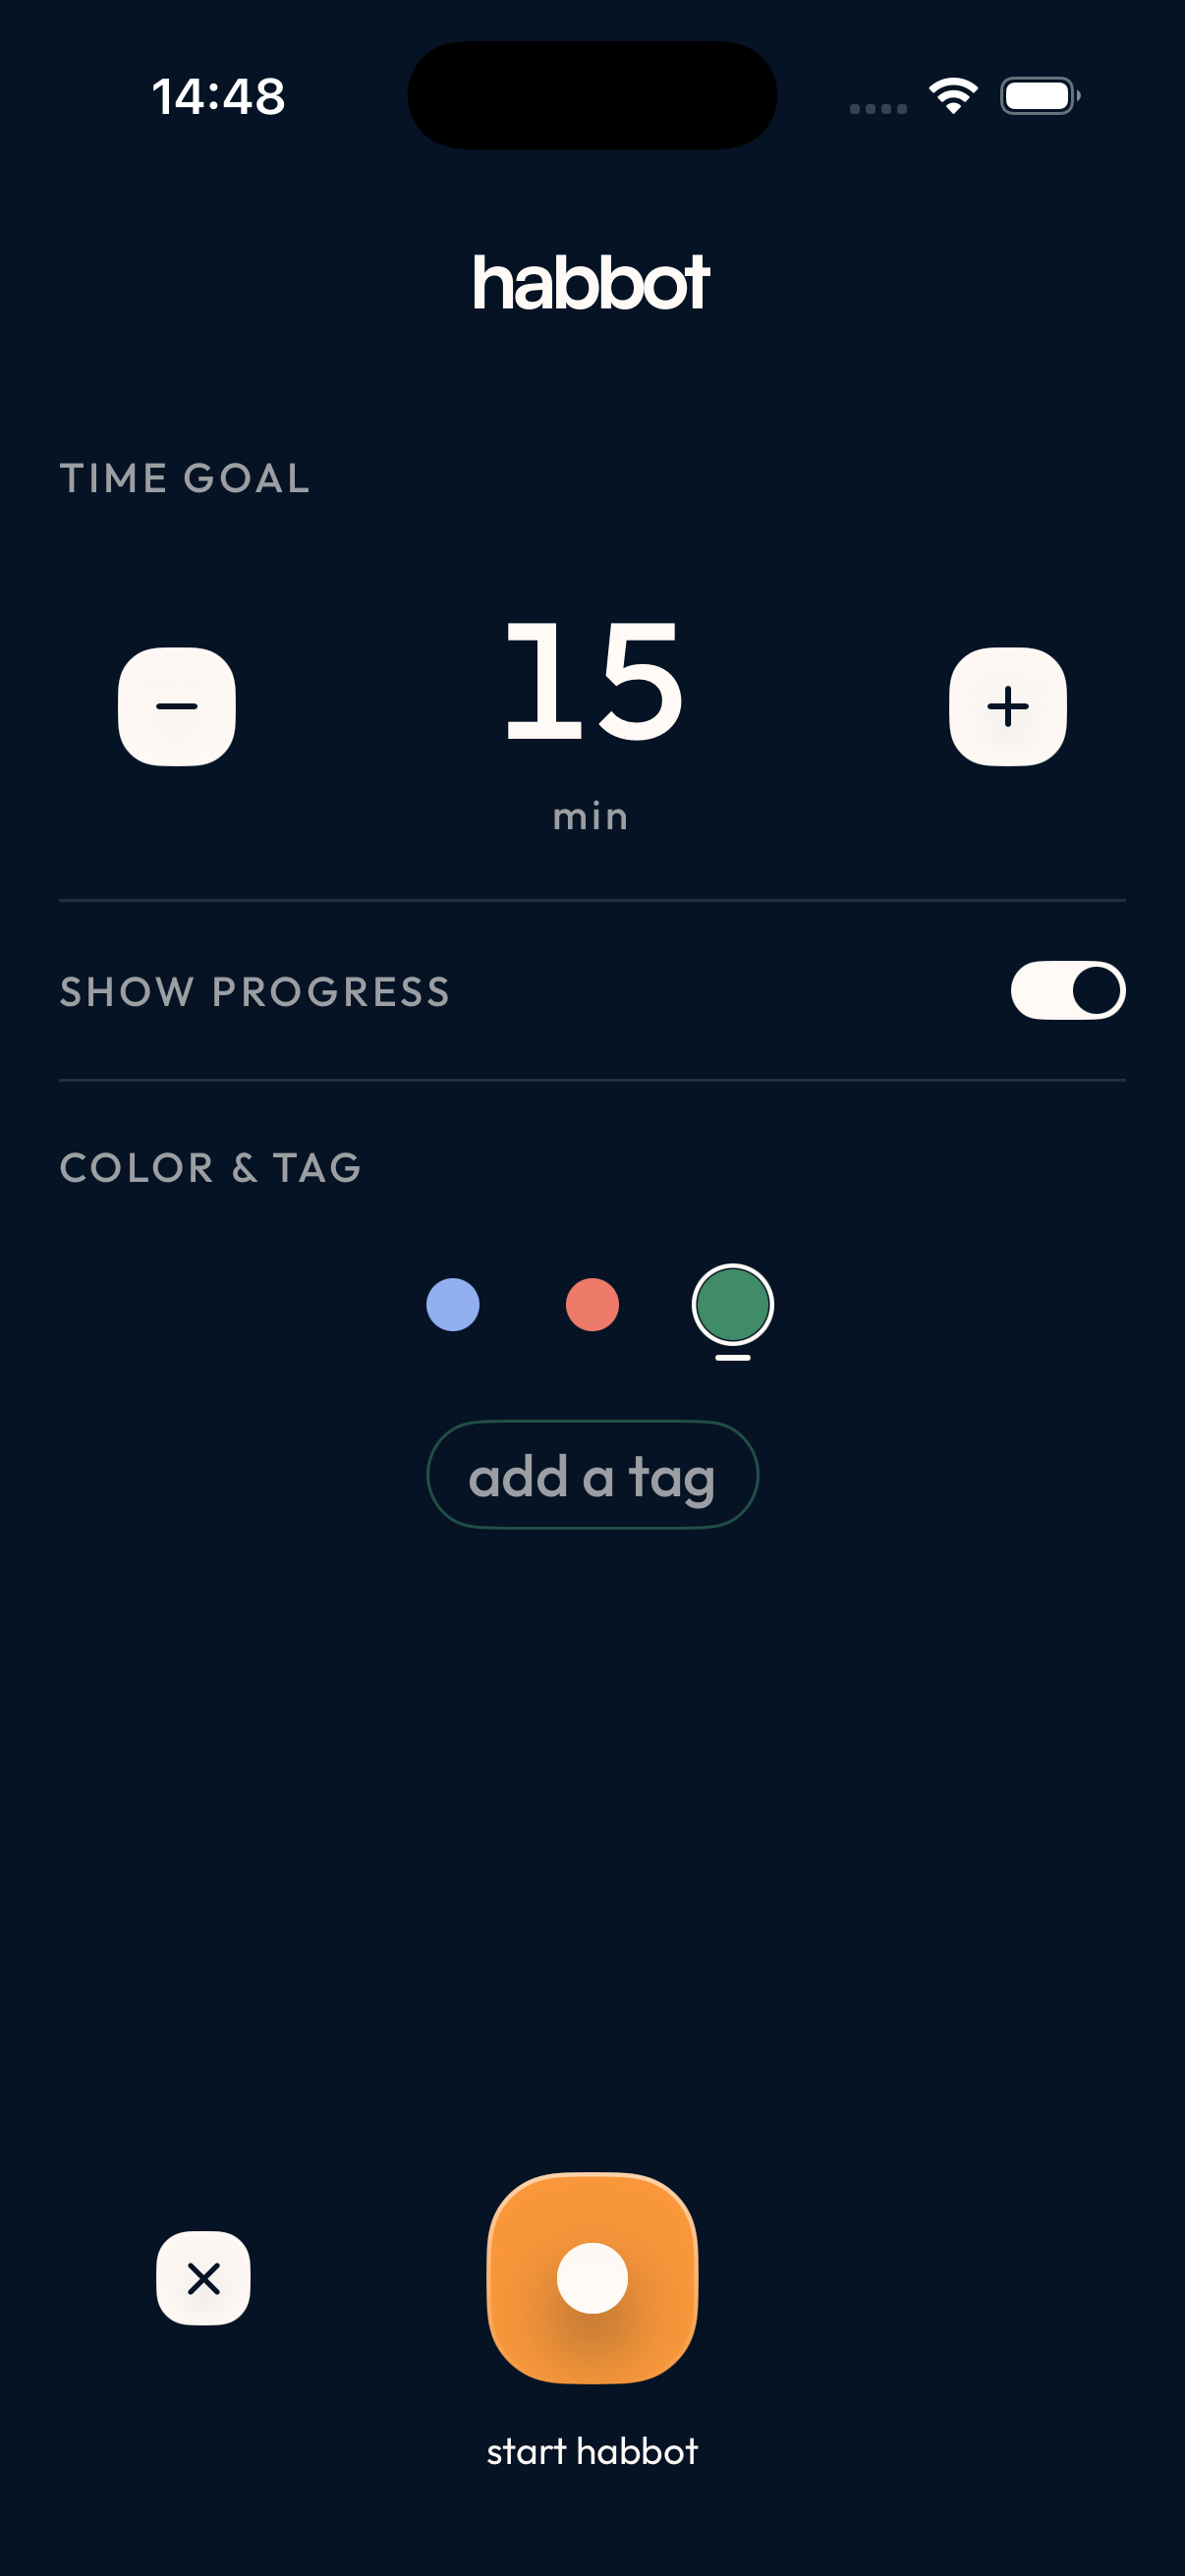 14:48
habbot
TIME GOAL
15
min
SHOW PROGRESS
COLOR & TAG
add a tag
start habbot